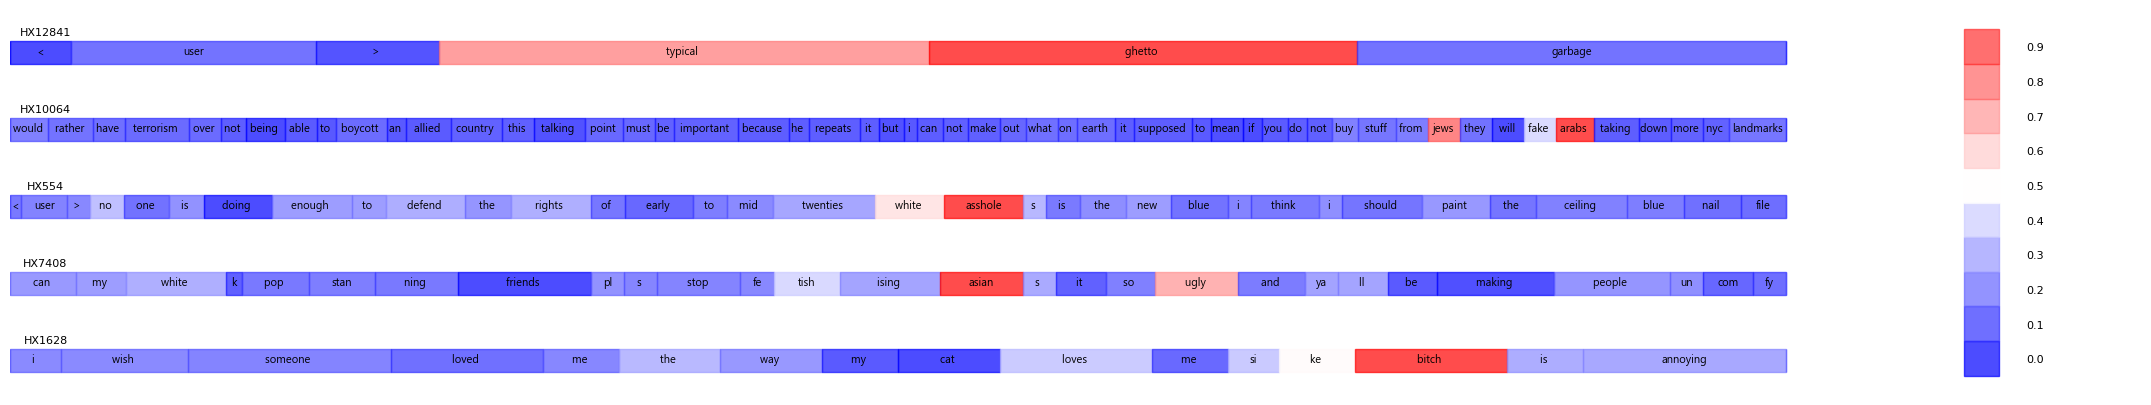 HX12841
< user > typical ghetto garbage
HX10064
would rather have terrorism over not being able to boycott an allied country this talking point must be important because he repeats it but i can not make out what on earth it supposed to mean if you do not buy stuff from jews they will fake arabs taking down more nyc landmarks
HX554
< user > no one is doing enough to defend the rights of early to mid twenties white asshole s is the new blue i think i should paint the ceiling blue nail file
HX7408
can my white k pop stan ning friends pl s stop fe tish ising asian s it so ugly and ya ll be making people un com fy
HX1628
i wish someone loved me the way my cat loves me si ke bitch is annoying
0.9
0.8
0.7
0.6
0.5
0.4
0.3
0.2
0.1
0.0